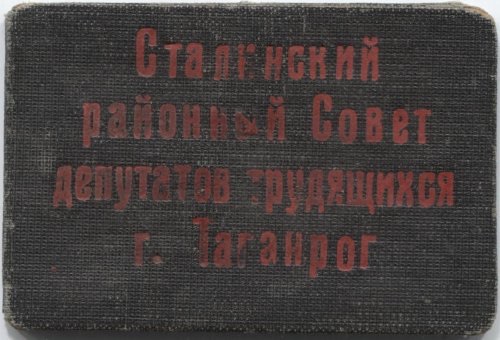 Сталинский
районный Совет
депутатов трудящихся
г. Таганрог